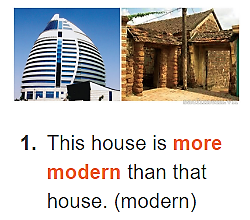 1. This house is more
modern than that
house. (modern)